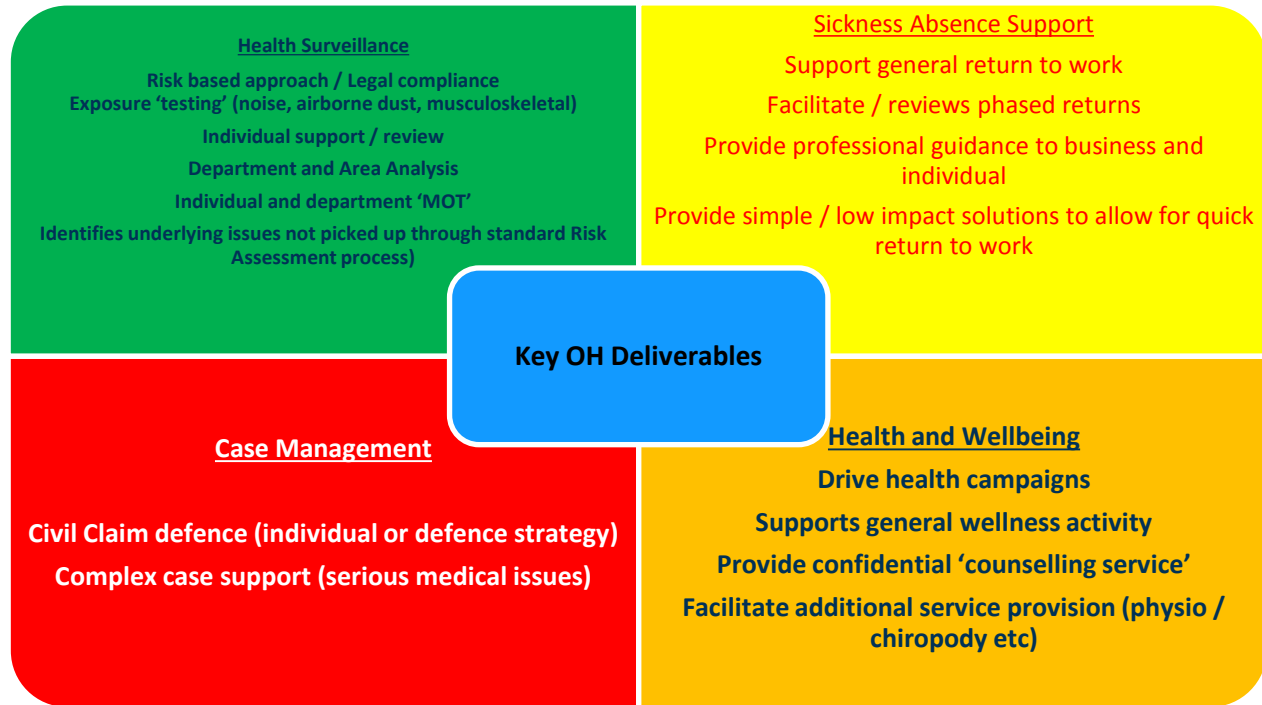 Health Surveillance
Risk based approach / Legal compliance
Exposure ‘testing’ (noise, airborne dust, musculoskeletal)
Individual support / review
Department and Area Analysis
Individual and department ‘MOT’
Identifies underlying issues not picked up through standard Risk
Assessment process)
Sickness Absence Support
Support general return to work
Facilitate / reviews phased returns
Provide professional guidance to business and
individual
Provide simple / low impact solutions to allow for quick
return to work
Key OH Deliverables
Case Management
Civil Claim defence (individual or defence strategy)
Complex case support (serious medical issues)
Health and Wellbeing
Drive health campaigns
Supports general wellness activity
Provide confidential ‘counselling service’
Facilitate additional service provision (physio /
chiropody etc)